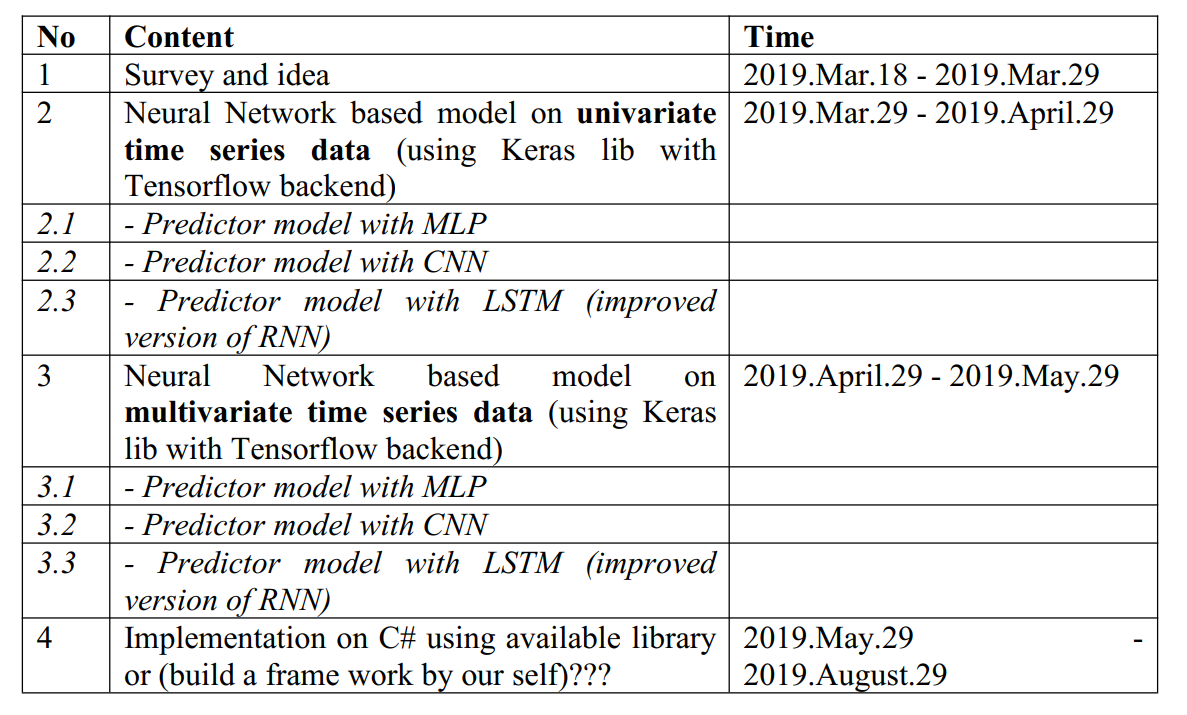 No Content Time
1 Survey and idea 2019.Mar.18 - 2019.Mar.29
2 Neural Network based model on univariate 2019.Mar.29 - 2019.April.29
time series data (using Keras lib with
Tensorflow backend)
2.1 - Predictor model with MLP
2.2 - Predictor model with CNN
2.3 - Predictor model with LSTM (improved
version of RNN)
3 Neural Network based model on 2019.April.29 - 2019.May.29
multivariate time series data (using Keras
lib with Tensorflow backend)
3.1 - Predictor model with MLP
3.2 - Predictor model with CNN
3.3 - Predictor model with LSTM (improved
version of RNN)
4 Implementation on C# using available library 2019.May.29 -
or (build a frame work by our self)??? 2019.August.29